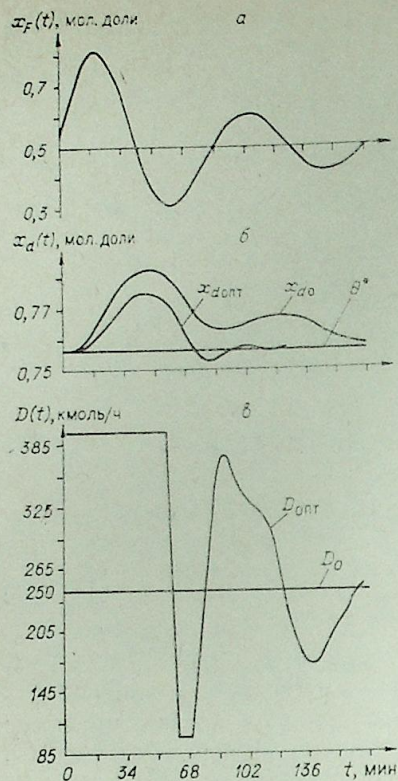 x_F(t), мол. доли
а
0,7
0,5
0,3
x_d(t), мол. доли
б
0,77
x_dопт
x_d0
θ*
0,75
D(t), кмоль/ч
в
385
325
D_опт
265
D_0
250
205
145
85
0 34 68 102 136 t, мин